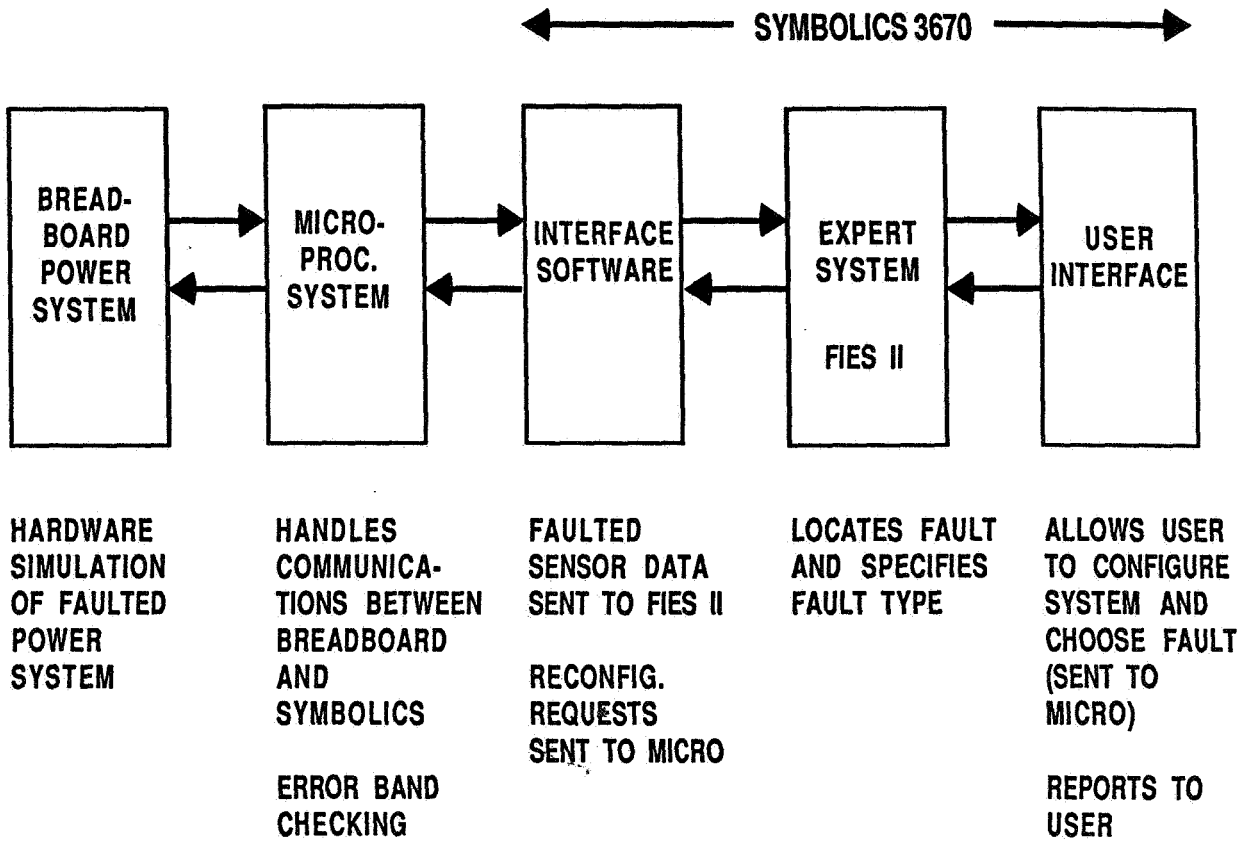 SYMBOLICS 3670
BREAD-
BOARD
POWER
SYSTEM
MICRO-
PROC.
SYSTEM
INTERFACE
SOFTWARE
EXPERT
SYSTEM
FIES II
USER
INTERFACE
HARDWARE
SIMULATION
OF FAULTED
POWER
SYSTEM
HANDLES
COMMUNICA-
TIONS BETWEEN
BREADBOARD
AND
SYMBOLICS
ERROR BAND
CHECKING
FAULTED
SENSOR DATA
SENT TO FIES II
RECONFIG.
REQUESTS
SENT TO MICRO
LOCATES FAULT
AND SPECIFIES
FAULT TYPE
ALLOWS USER
TO CONFIGURE
SYSTEM AND
CHOOSE FAULT
(SENT TO
MICRO)
REPORTS TO
USER